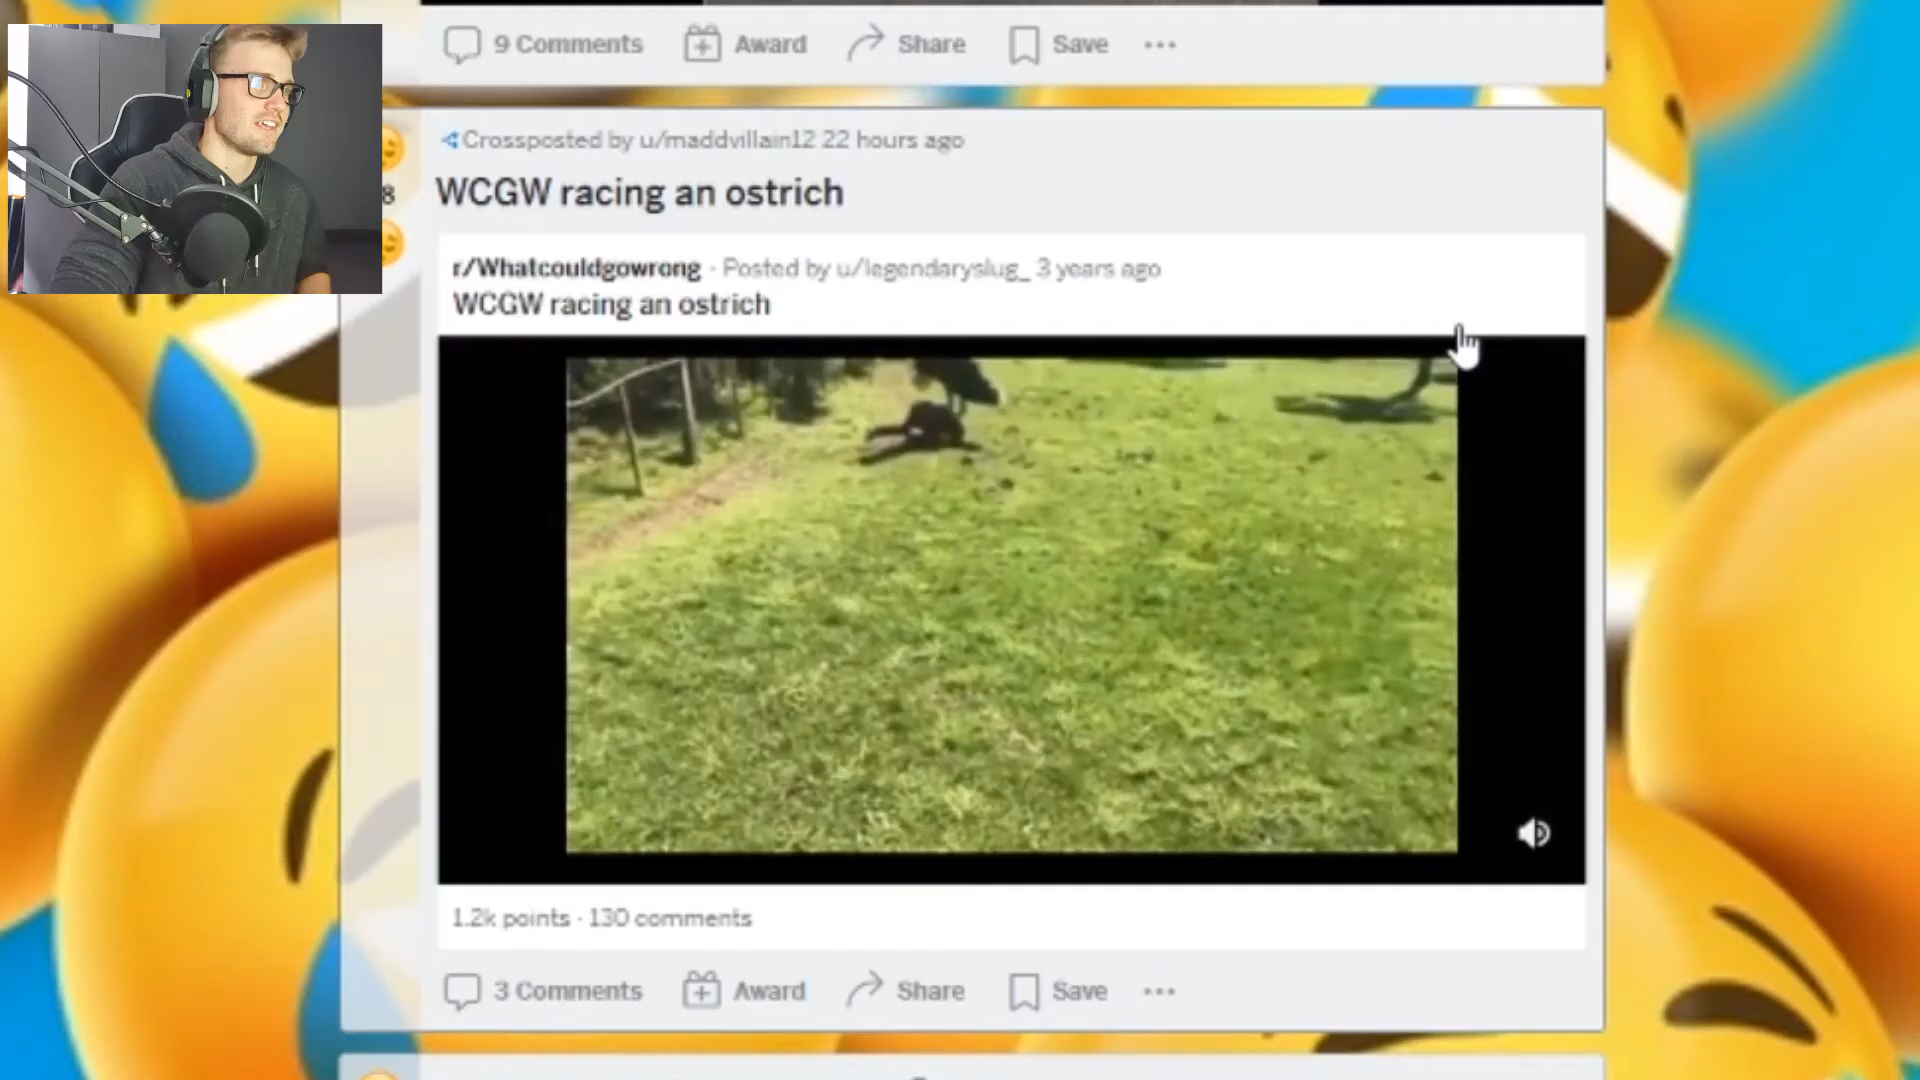 9 Comments Award Share Save
Crossposted by u/maddvillain12 22 hours ago
8
WCGW racing an ostrich
r/Whatcouldgowrong · Posted by u/legendaryslug_ 3 years ago
WCGW racing an ostrich
1.2k points · 130 comments
3 Comments Award Share Save